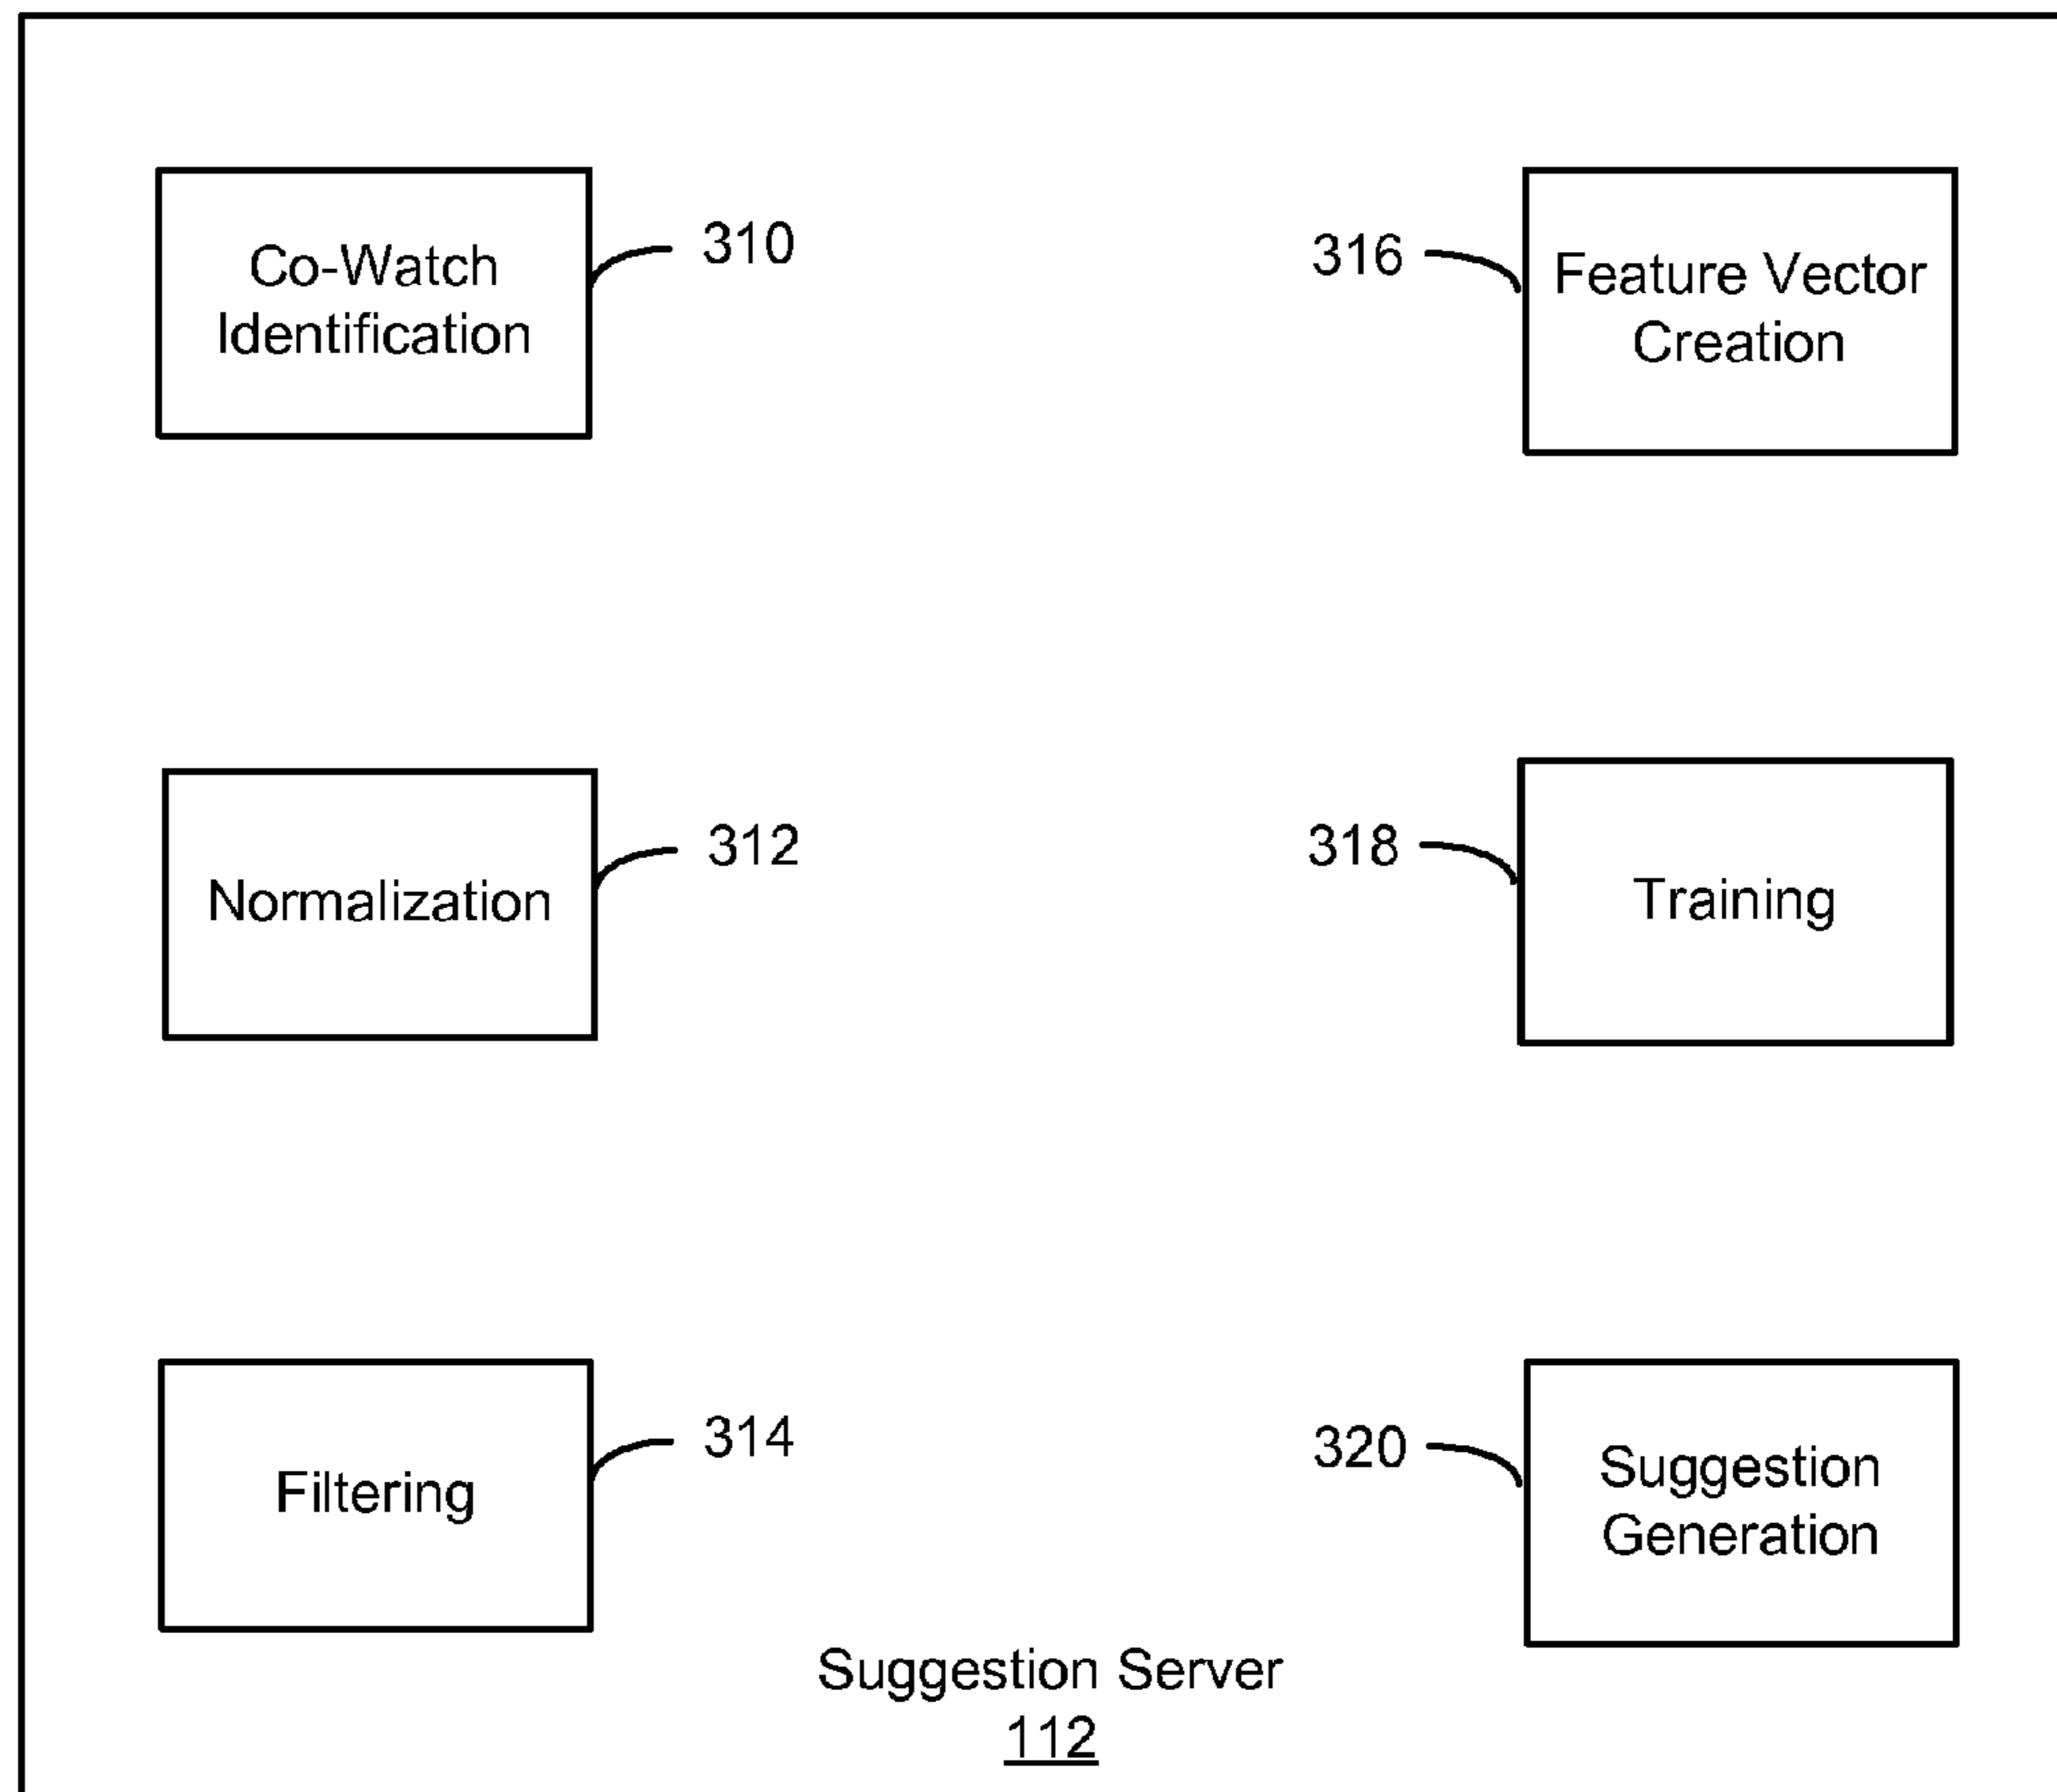 Co-Watch
Identification
310
316
Feature Vector
Creation
Normalization
312
318
Training
Filtering
314
320
Suggestion
Generation
Suggestion Server
112